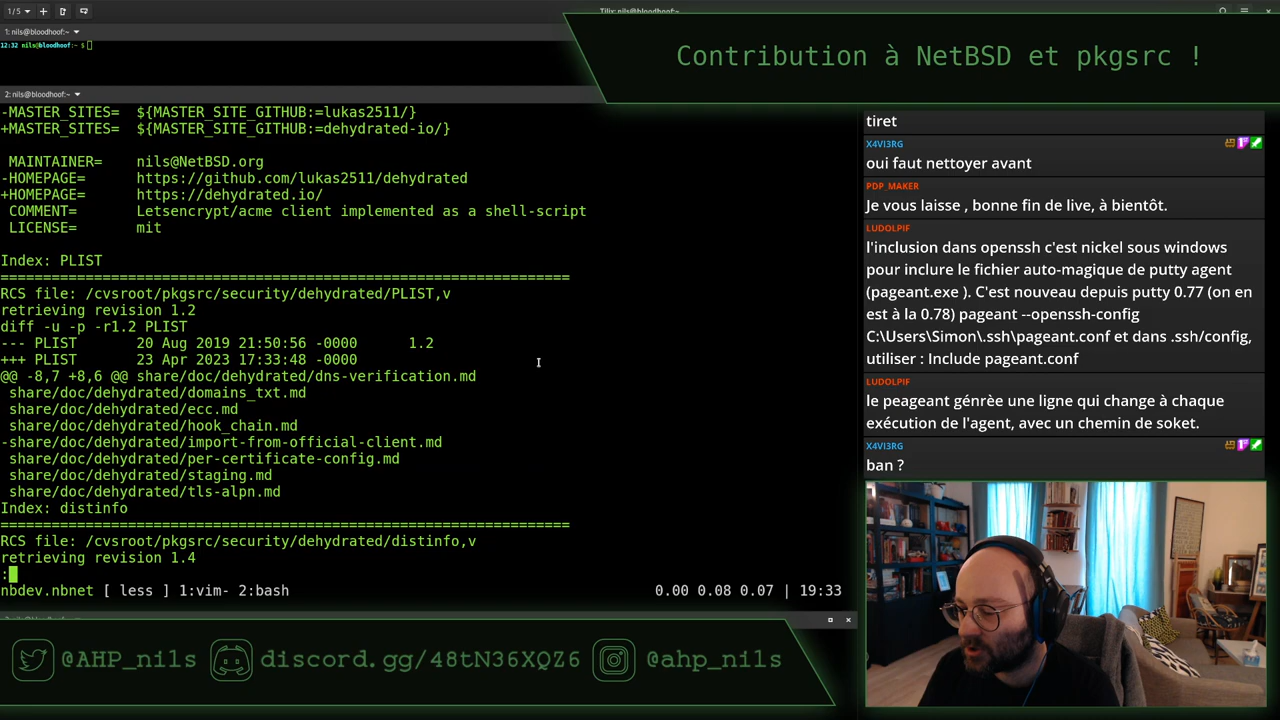 1/5
Tilix: nils@bloodhoof:~
1: nils@bloodhoof:~
12:32 nils@bloodhoof:~ $
Contribution à NetBSD et pkgsrc !
2: nils@bloodhoof:~
-MASTER_SITES= ${MASTER_SITE_GITHUB:=lukas2511/}
+MASTER_SITES= ${MASTER_SITE_GITHUB:=dehydrated-io/}
MAINTAINER= nils@NetBSD.org
-HOMEPAGE= https://github.com/lukas2511/dehydrated
+HOMEPAGE= https://dehydrated.io/
COMMENT= Letsencrypt/acme client implemented as a shell-script
LICENSE= mit
Index: PLIST
===================================================================
RCS file: /cvsroot/pkgsrc/security/dehydrated/PLIST,v
retrieving revision 1.2
diff -u -p -r1.2 PLIST
--- PLIST 20 Aug 2019 21:50:56 -0000 1.2
+++ PLIST 23 Apr 2023 17:33:48 -0000
@@ -8,7 +8,6 @@ share/doc/dehydrated/dns-verification.md
share/doc/dehydrated/domains_txt.md
share/doc/dehydrated/ecc.md
share/doc/dehydrated/hook_chain.md
-share/doc/dehydrated/import-from-official-client.md
share/doc/dehydrated/per-certificate-config.md
share/doc/dehydrated/staging.md
share/doc/dehydrated/tls-alpn.md
Index: distinfo
===================================================================
RCS file: /cvsroot/pkgsrc/security/dehydrated/distinfo,v
retrieving revision 1.4
:
nbdev.nbnet [ less ] 1:vim- 2:bash 0.00 0.08 0.07 | 19:33
tiret
X4VI3RG
oui faut nettoyer avant
PDP_MAKER
Je vous laisse , bonne fin de live, à bientôt.
LUDOLPIF
l'inclusion dans openssh c'est nickel sous windows
pour inclure le fichier auto-magique de putty agent
(pageant.exe ). C'est nouveau depuis putty 0.77 (on en
est à la 0.78) pageant --openssh-config
C:\Users\Simon\.ssh\pageant.conf et dans .ssh/config,
utiliser : Include pageant.conf
LUDOLPIF
le peageant génrèe une ligne qui change à chaque
exécution de l'agent, avec un chemin de soket.
X4VI3RG
ban ?
@AHP_nils discord.gg/48tN36XQZ6 @ahp_nils